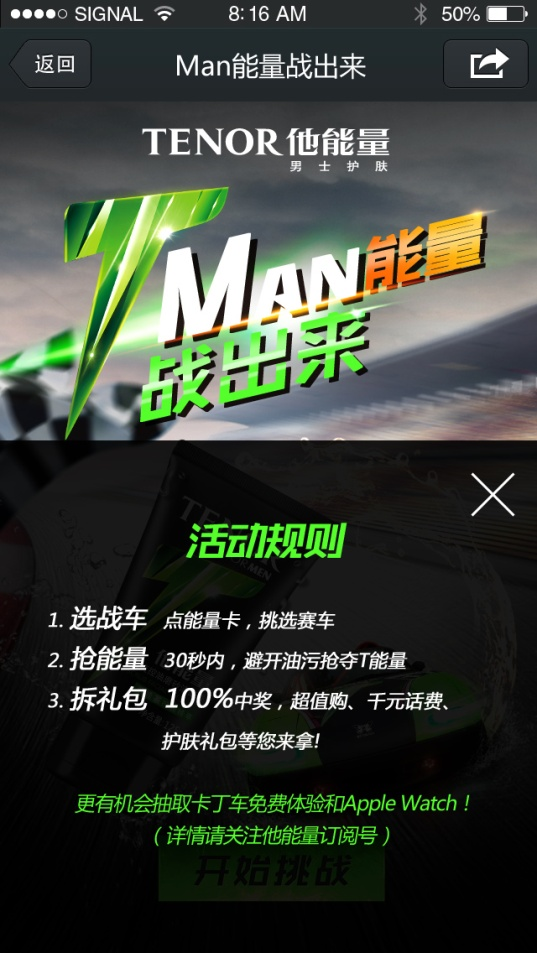 ●●●●○ SIGNAL 8:16 AM 50%
返回 Man能量战出来
TENOR 他能量
男士护肤
T MAN能量
战出来
TENOR
MEN
活动规则
1. 选战车 点能量卡，挑选赛车
2. 抢能量 30秒内，避开油污抢夺T能量
3. 拆礼包 100%中奖，超值购、千元话费、
护肤礼包等您来拿!
更有机会抽取卡丁车免费体验和Apple Watch！
（详情请关注他能量订阅号）
开始挑战